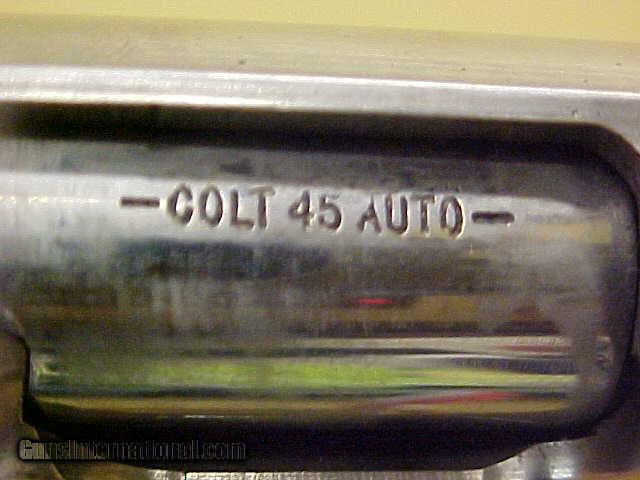 -COLT 45 AUTO-
GunsInternational.com